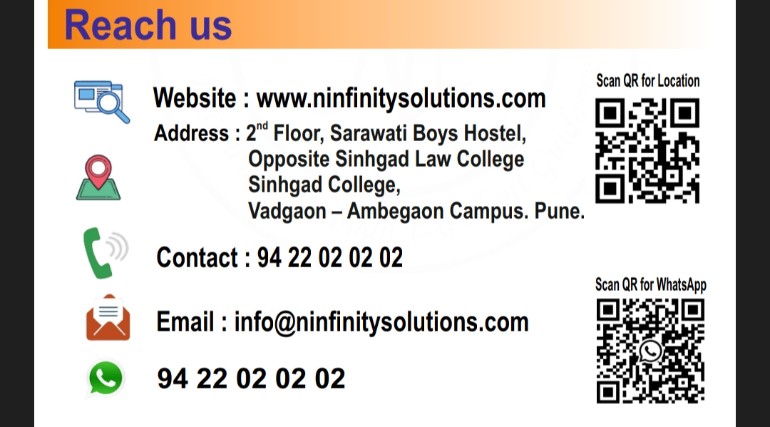 Reach us
Website : www.ninfinitysolutions.com
Address : 2nd Floor, Sarawati Boys Hostel,
Opposite Sinhgad Law College
Sinhgad College,
Vadgaon – Ambegaon Campus. Pune.
Contact : 94 22 02 02 02
Email : info@ninfinitysolutions.com
94 22 02 02 02
Scan QR for Location
Scan QR for WhatsApp